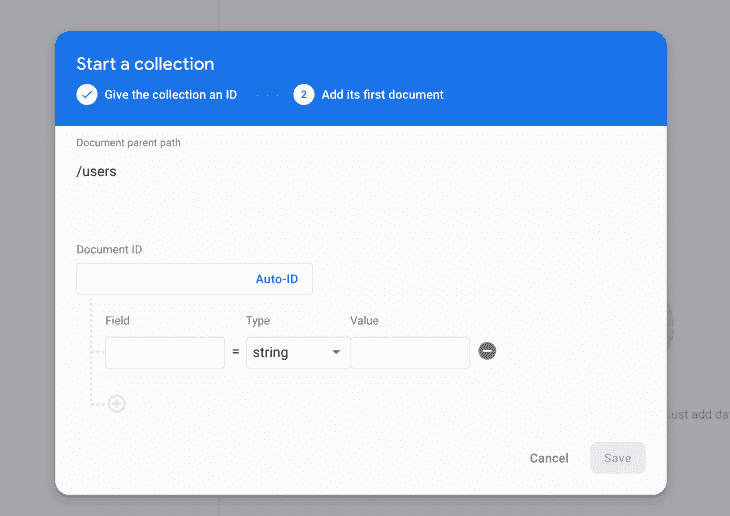 Start a collection
Give the collection an ID · · · 2 Add its first document
Document parent path
/users
Document ID
Auto-ID
Field Type Value
= string
Just add da
Cancel Save